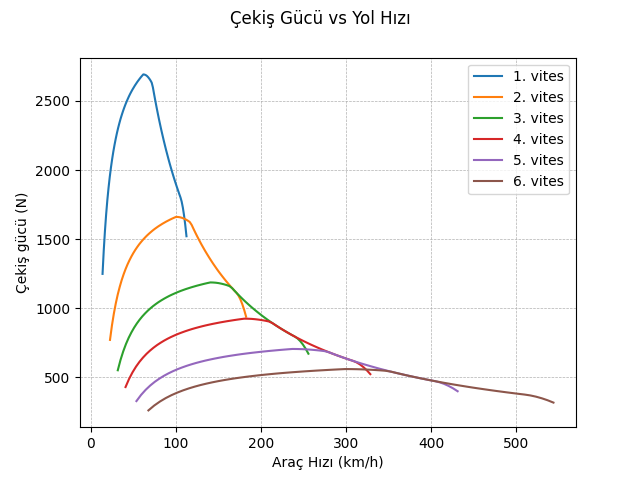 Çekiş Gücü vs Yol Hızı
Çekiş gücü (N)
2500
2000
1500
1000
500
1. vites
2. vites
3. vites
4. vites
5. vites
6. vites
0 100 200 300 400 500
Araç Hızı (km/h)